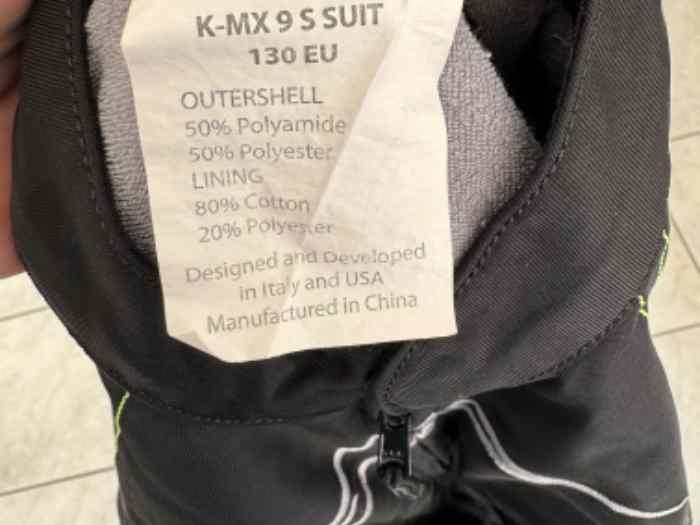 K-MX 9 S SUIT
130 EU
OUTERSHELL
50% Polyamide
50% Polyester
LINING
80% Cotton
20% Polyester
Designed and Developed
in Italy and USA
Manufactured in China